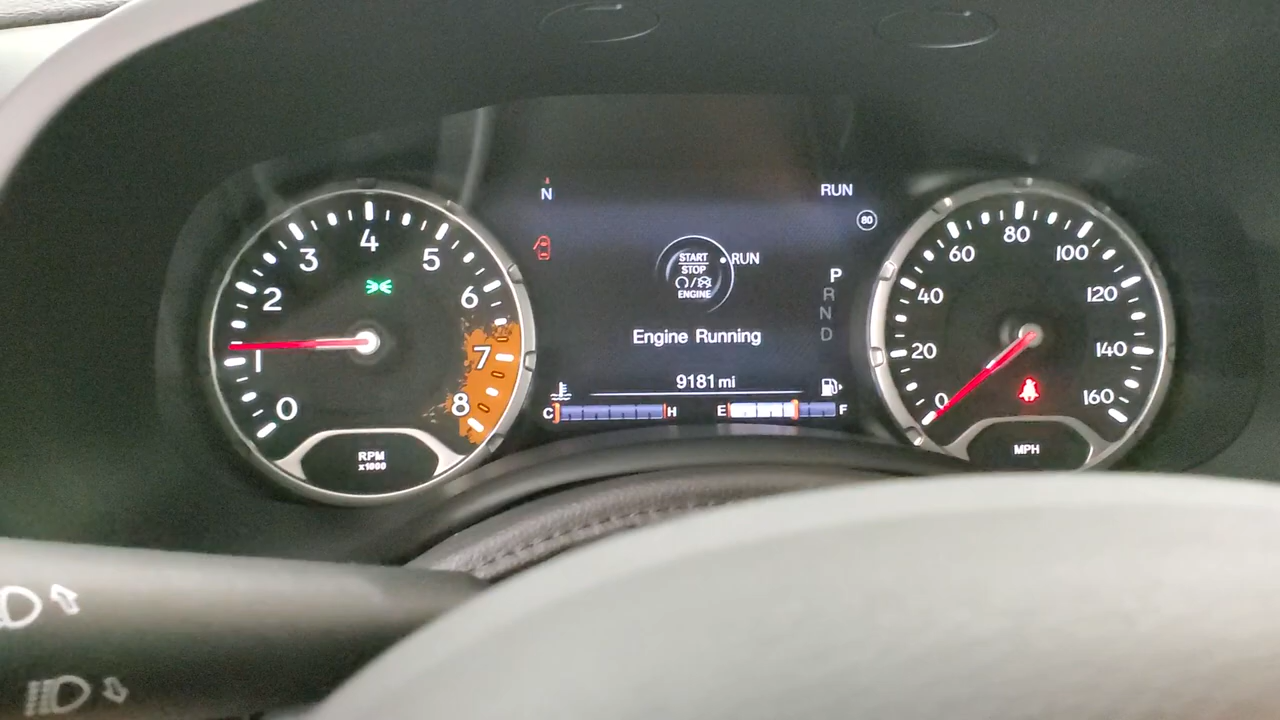 0
1
2
3
4
5
6
7
8
RPM
x1000
N
RUN
80
START
STOP
ENGINE
RUN
P
R
N
D
Engine Running
9181 mi
C H
E F
0
20
40
60
80
100
120
140
160
MPH